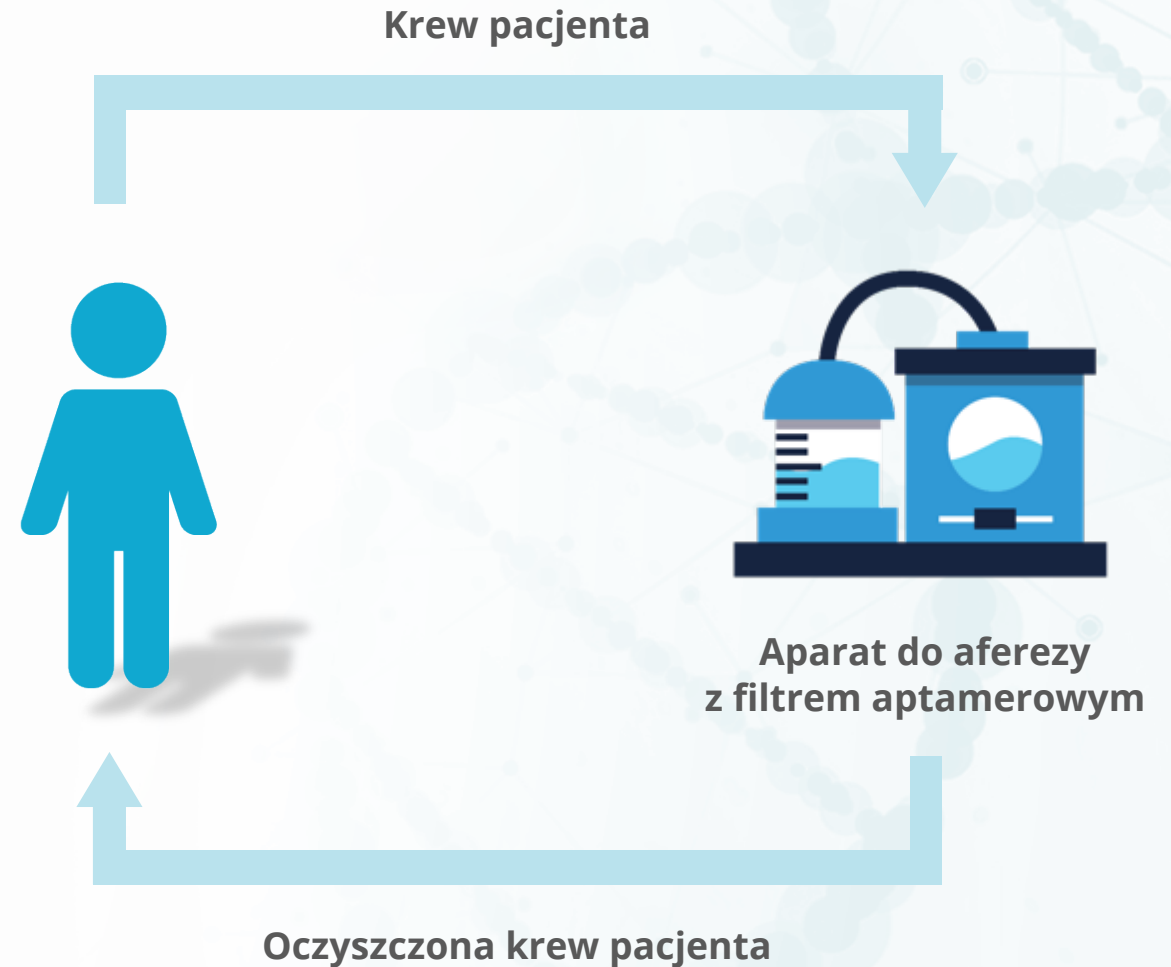 Krew pacjenta
Aparat do aferezy
z filtrem aptamerowym
Oczyszczona krew pacjenta